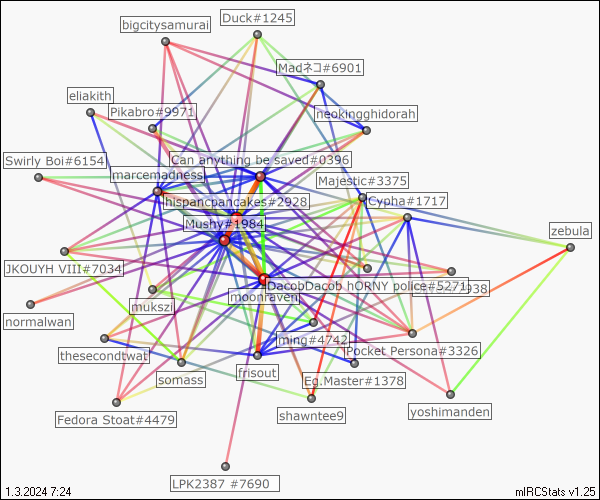 Duck#1245
bigcitysamurai
Madネコ#6901
eliakith
Pikabro#9971
neokingghidorah
Swirly Boi#6154
Can anything be saved#0396
marcemadness
Majestic#3375
hispancpancakes#2928
Cypha#1717
Mushy#1984
zebula
JKOUYH VIII#7034
DacobDacob hORNY police#5271
938
moonraven
mukszi
normalwan
ming#4742
thesecondtwat
Pocket Persona#3326
somass
frisout
Eg.Master#1378
Fedora Stoat#4479
shawntee9
yoshimanden
LPK2387 #7690
1.3.2024 7:24
mIRCStats v1.25